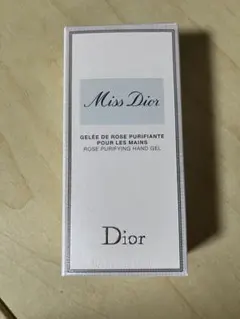 Miss Dior
GELÉE DE ROSE PURIFIANTE
POUR LES MAINS
ROSE PURIFYING HAND GEL
Dior